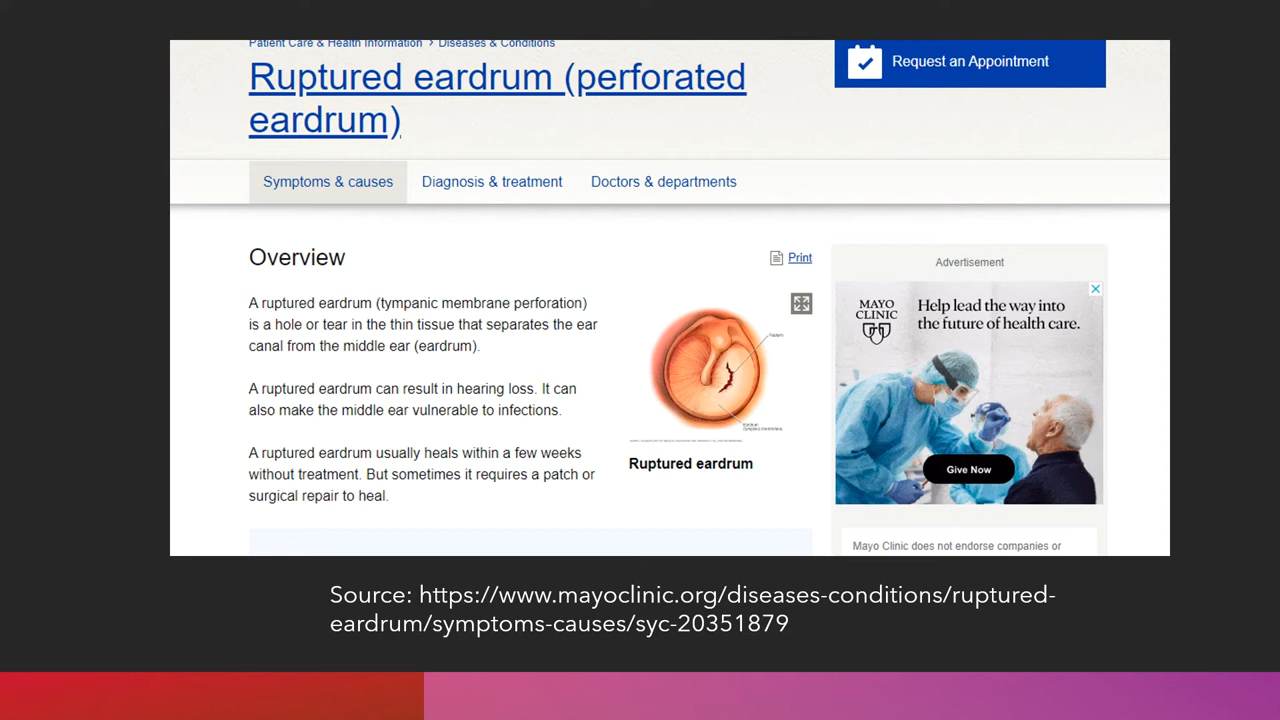 Patient Care & Health Information > Diseases & Conditions
Ruptured eardrum (perforated
eardrum)
Request an Appointment
Symptoms & causes
Diagnosis & treatment
Doctors & departments
Overview
Print
A ruptured eardrum (tympanic membrane perforation)
is a hole or tear in the thin tissue that separates the ear
canal from the middle ear (eardrum).
A ruptured eardrum can result in hearing loss. It can
also make the middle ear vulnerable to infections.
A ruptured eardrum usually heals within a few weeks
without treatment. But sometimes it requires a patch or
surgical repair to heal.
Ruptured eardrum
Advertisement
MAYO
CLINIC
Help lead the way into
the future of health care.
Give Now
Mayo Clinic does not endorse companies or
Source: https://www.mayoclinic.org/diseases-conditions/ruptured-
eardrum/symptoms-causes/syc-20351879